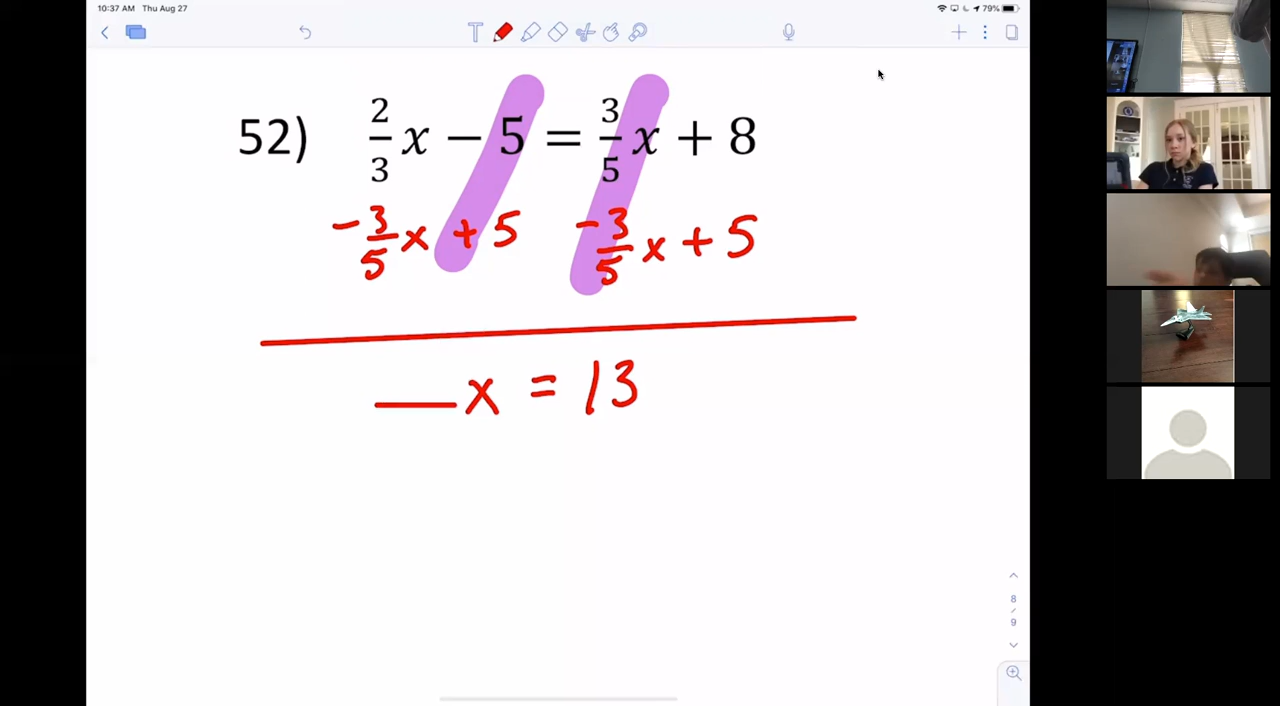 10:37 AM Thu Aug 27
79%
T
52) 2/3 x − 5 = 3/5 x + 8
-3/5 x + 5 -3/5 x + 5
__x = 13
8
/
9